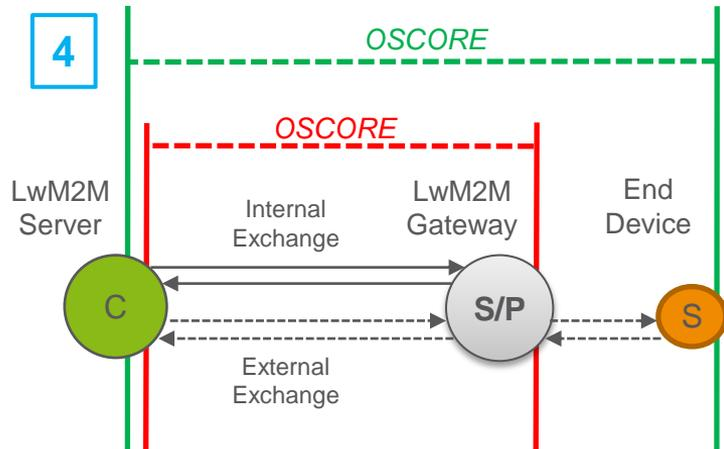 4
OSCORE
OSCORE
LwM2M
Server
Internal
Exchange
LwM2M
Gateway
End
Device
C
S/P
S
External
Exchange